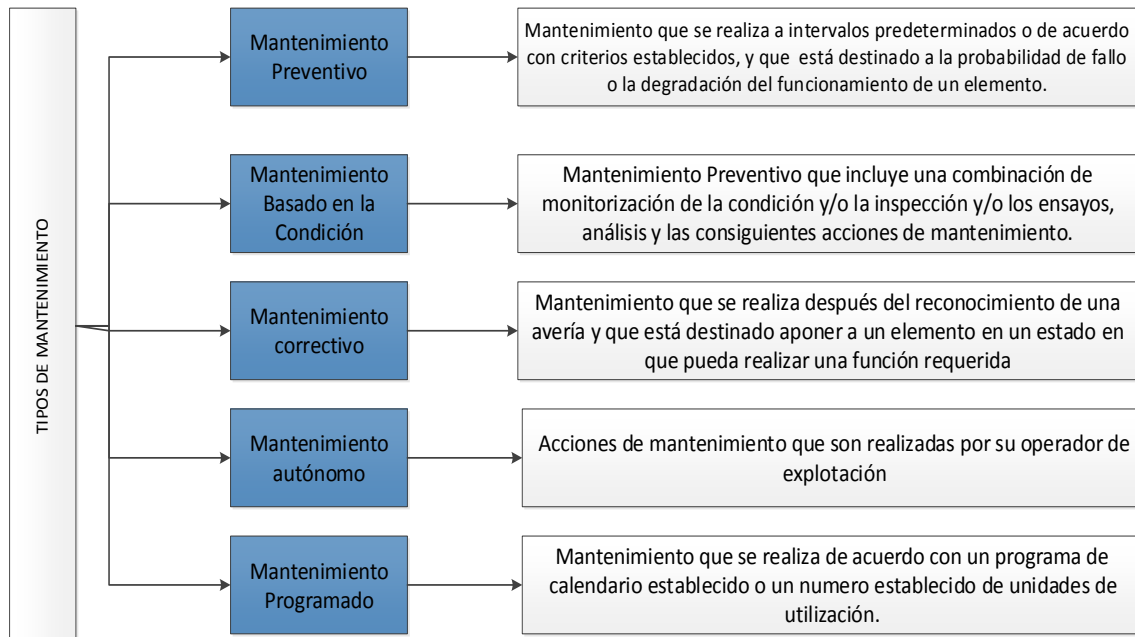 TIPOS DE MANTENIMIENTO
Mantenimiento
Preventivo
Mantenimiento que se realiza a intervalos predeterminados o de acuerdo
con criterios establecidos, y que está destinado a la probabilidad de fallo
o la degradación del funcionamiento de un elemento.
Mantenimiento
Basado en la
Condición
Mantenimiento Preventivo que incluye una combinación de
monitorización de la condición y/o la inspección y/o los ensayos,
análisis y las consiguientes acciones de mantenimiento.
Mantenimiento
correctivo
Mantenimiento que se realiza después del reconocimiento de una
avería y que está destinado aponer a un elemento en un estado en
que pueda realizar una función requerida
Mantenimiento
autónomo
Acciones de mantenimiento que son realizadas por su operador de
explotación
Mantenimiento
Programado
Mantenimiento que se realiza de acuerdo con un programa de
calendario establecido o un numero establecido de unidades de
utilización.